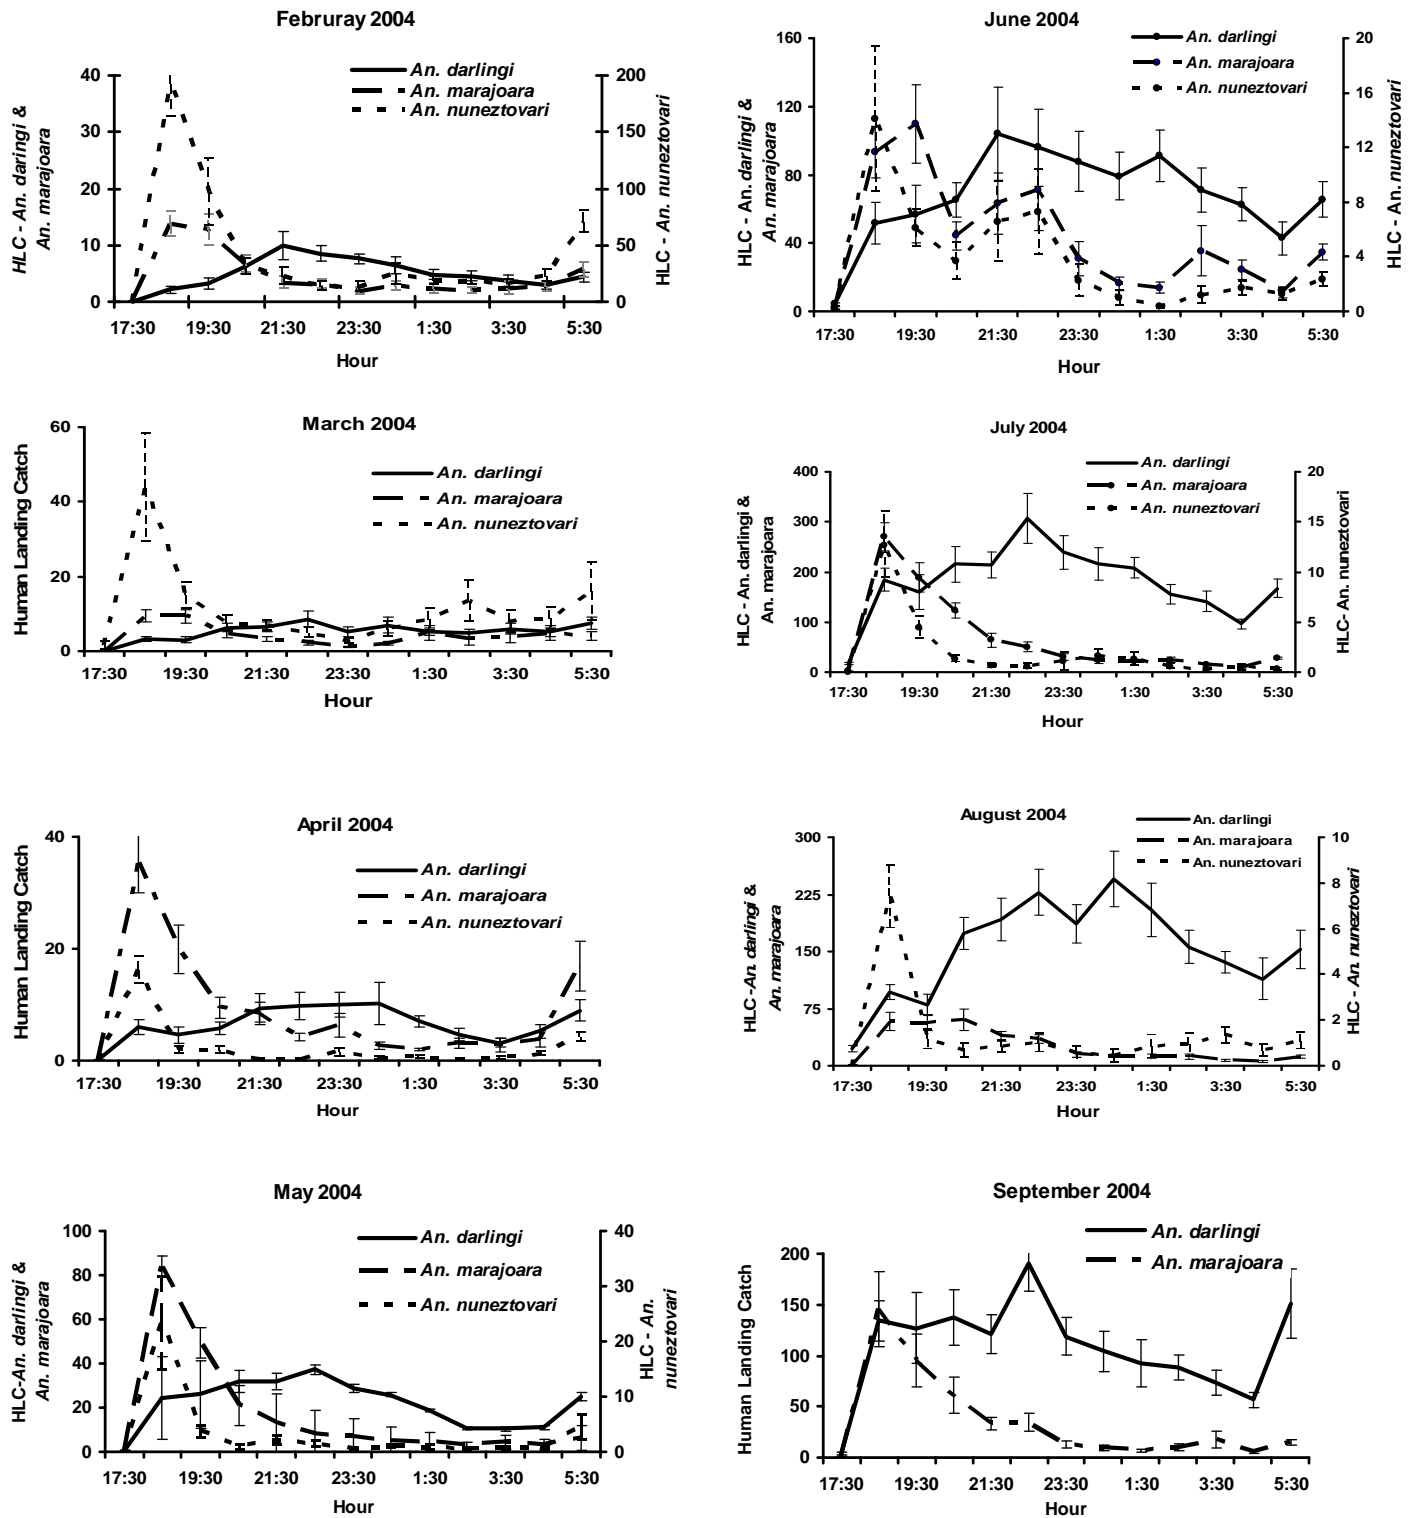 Februray 2004
An. darlingi
An. marajoara
An. nuneztovari
HLC - An. daringi &
An. marajoara
HLC - An. nuneztovari
40
30
20
10
0
200
150
100
50
0
17:30 19:30 21:30 23:30 1:30 3:30 5:30
Hour
March 2004
An. darlingi
An. marajoara
An. nuneztovari
Human Landing Catch
60
40
20
0
17:30 19:30 21:30 23:30 1:30 3:30 5:30
Hour
April 2004
An. darlingi
An. marajoara
An. nuneztovari
Human Landing Catch
40
20
0
17:30 19:30 21:30 23:30 1:30 3:30 5:30
Hour
May 2004
An. darlingi
An. marajoara
An. nuneztovari
HLC-An. darlingi &
An. marajoara
HLC - An.
nuneztovari
100
80
60
40
20
0
40
30
20
10
0
17:30 19:30 21:30 23:30 1:30 3:30 5:30
Hour
June 2004
An. darlingi
An. marajoara
An. nuneztovari
HLC - An. darlingi &
An. marajoara
HLC - An. nuneztovari
160
120
80
40
0
20
16
12
8
4
0
17:30 19:30 21:30 23:30 1:30 3:30 5:30
Hour
July 2004
An. darlingi
An. marajoara
An. nuneztovari
HLC - An. darlingi &
An. marajoara
HLC- An. nuneztovari
400
300
200
100
0
20
15
10
5
0
17:30 19:30 21:30 23:30 1:30 3:30 5:30
Hour
August 2004
An. darlingi
An. marajoara
An. nuneztovari
HLC -An. darlingi &
An. marajoara
HLC - An. nuneztovari
300
225
150
75
0
10
8
6
4
2
0
17:30 19:30 21:30 23:30 1:30 3:30 5:30
Hour
September 2004
An. darlingi
An. marajoara
Human Landing Catch
200
150
100
50
0
17:30 19:30 21:30 23:30 1:30 3:30 5:30
Hour